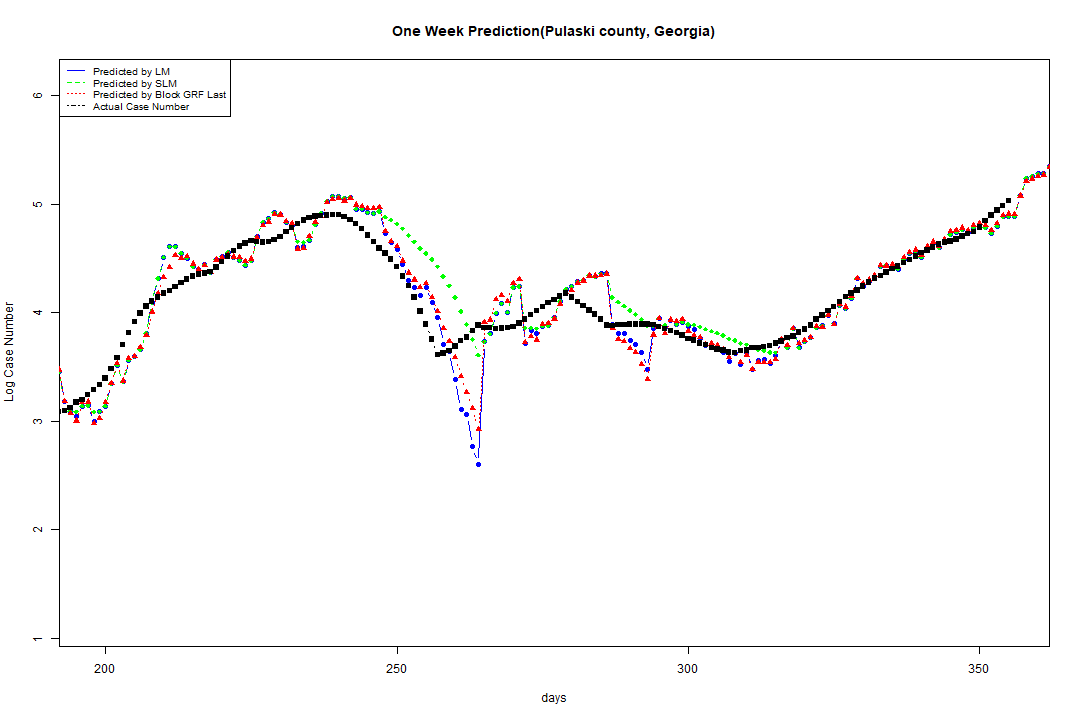 One Week Prediction(Pulaski county, Georgia)
Predicted by LM
Predicted by SLM
Predicted by Block GRF Last
Actual Case Number
6
5
4
3
2
1
Log Case Number
200 250 300 350
days